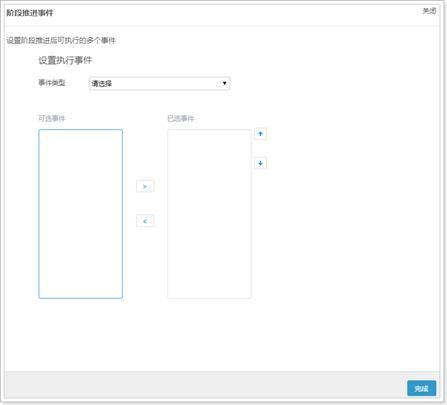 阶段推进事件
关闭
设置阶段推进后可执行的多个事件
设置执行事件
事件类型
请选择
可选事件
已选事件
>
<
完成